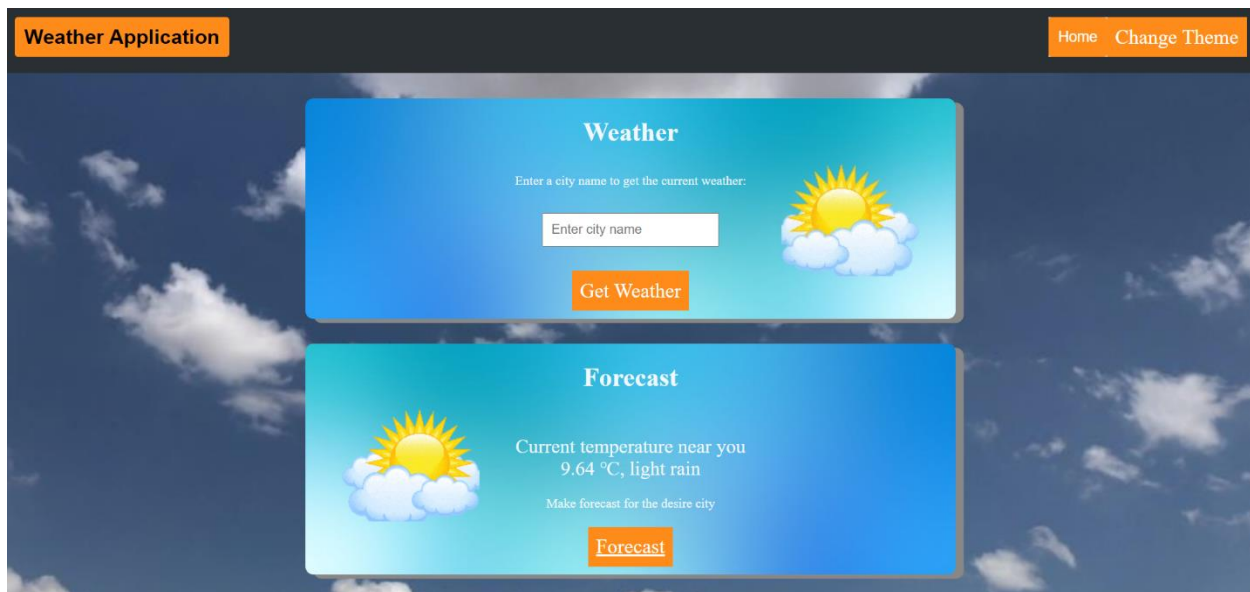 Weather Application
Home
Change Theme
Weather
Enter a city name to get the current weather:
Enter city name
Get Weather
Forecast
Current temperature near you
9.64 °C, light rain
Make forecast for the desire city
Forecast